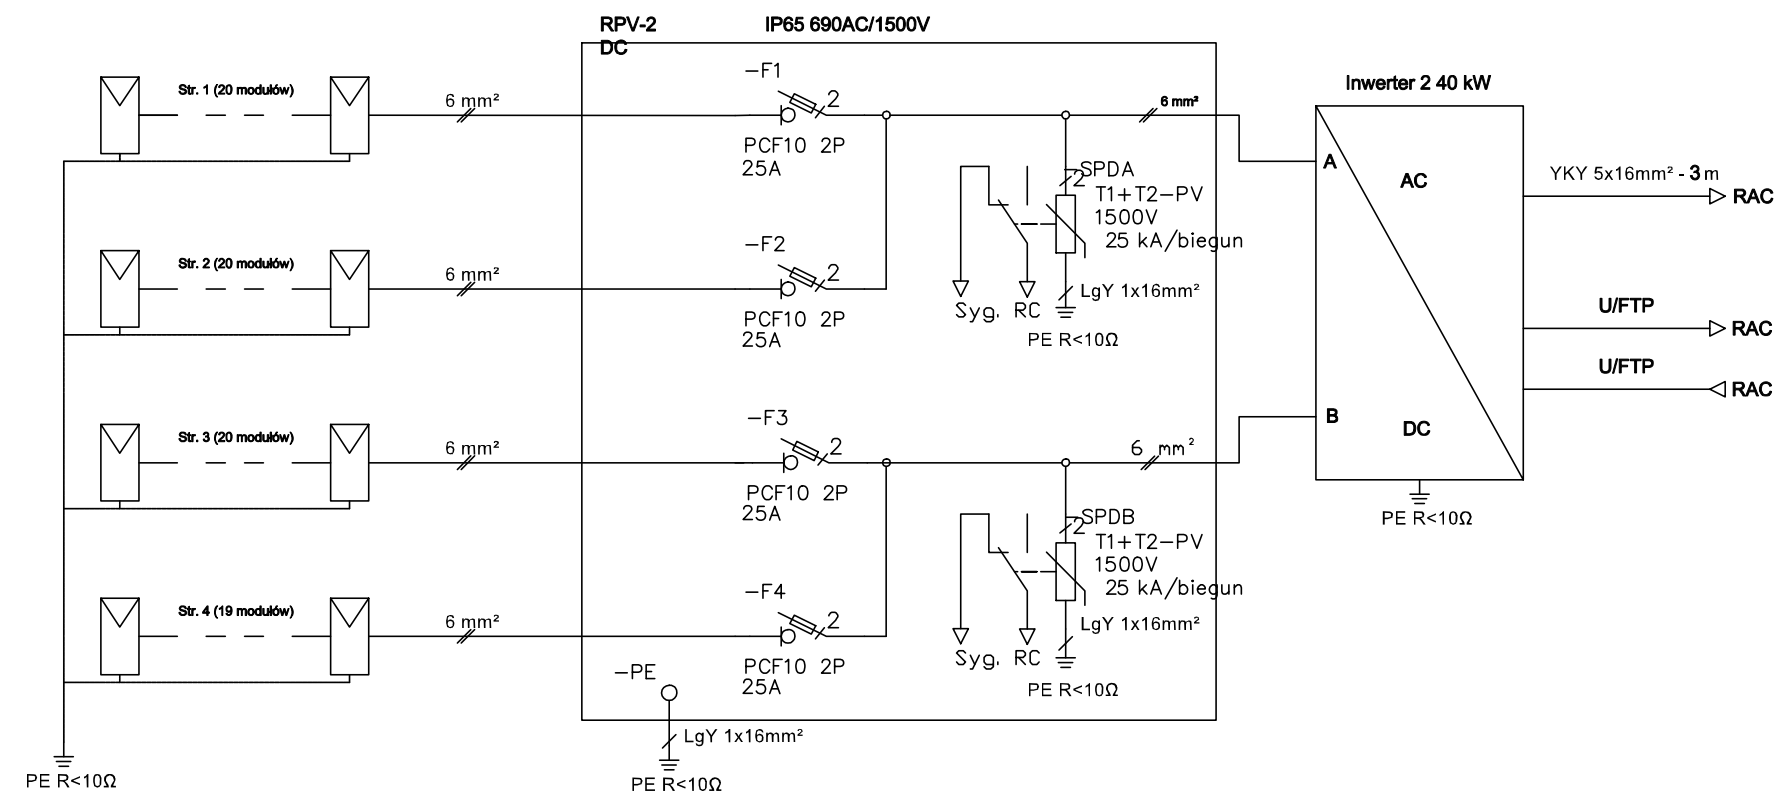 RPV-2
DC
IP65 690AC/1500V
Str. 1 (20 modułów)
6 mm²
-F1
2
PCF10 2P
25A
6 mm²
Inwerter 2 40 kW
A
AC
YKY 5x16mm² - 3 m
RAC
SPDA
2
T1+T2-PV
1500V
25 kA/biegun
Str. 2 (20 modułów)
6 mm²
-F2
2
PCF10 2P
25A
Syg.
RC
LgY 1x16mm²
PE R<10Ω
U/FTP
RAC
U/FTP
RAC
Str. 3 (20 modułów)
6 mm²
-F3
2
PCF10 2P
25A
6 mm²
B
DC
PE R<10Ω
SPDB
2
T1+T2-PV
1500V
25 kA/biegun
Str. 4 (19 modułów)
6 mm²
-F4
2
PCF10 2P
25A
Syg.
RC
LgY 1x16mm²
PE R<10Ω
-PE
LgY 1x16mm²
PE R<10Ω
PE R<10Ω